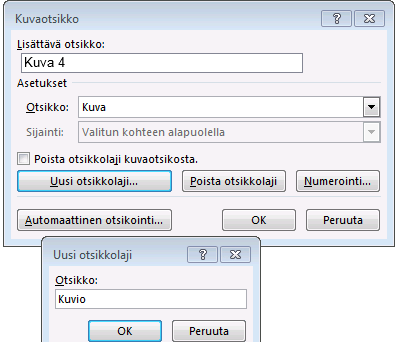 Kuvaotsikko
Lisättävä otsikko:
Kuva 4
Asetukset
Otsikko: Kuva
Sijainti: Valitun kohteen alapuolella
Poista otsikkolaji kuvaotsikosta.
Uusi otsikkolaji... Poista otsikkolaji Numerointi...
Automaattinen otsikointi... OK Peruuta
Uusi otsikkolaji
Otsikko:
Kuvio
OK Peruuta